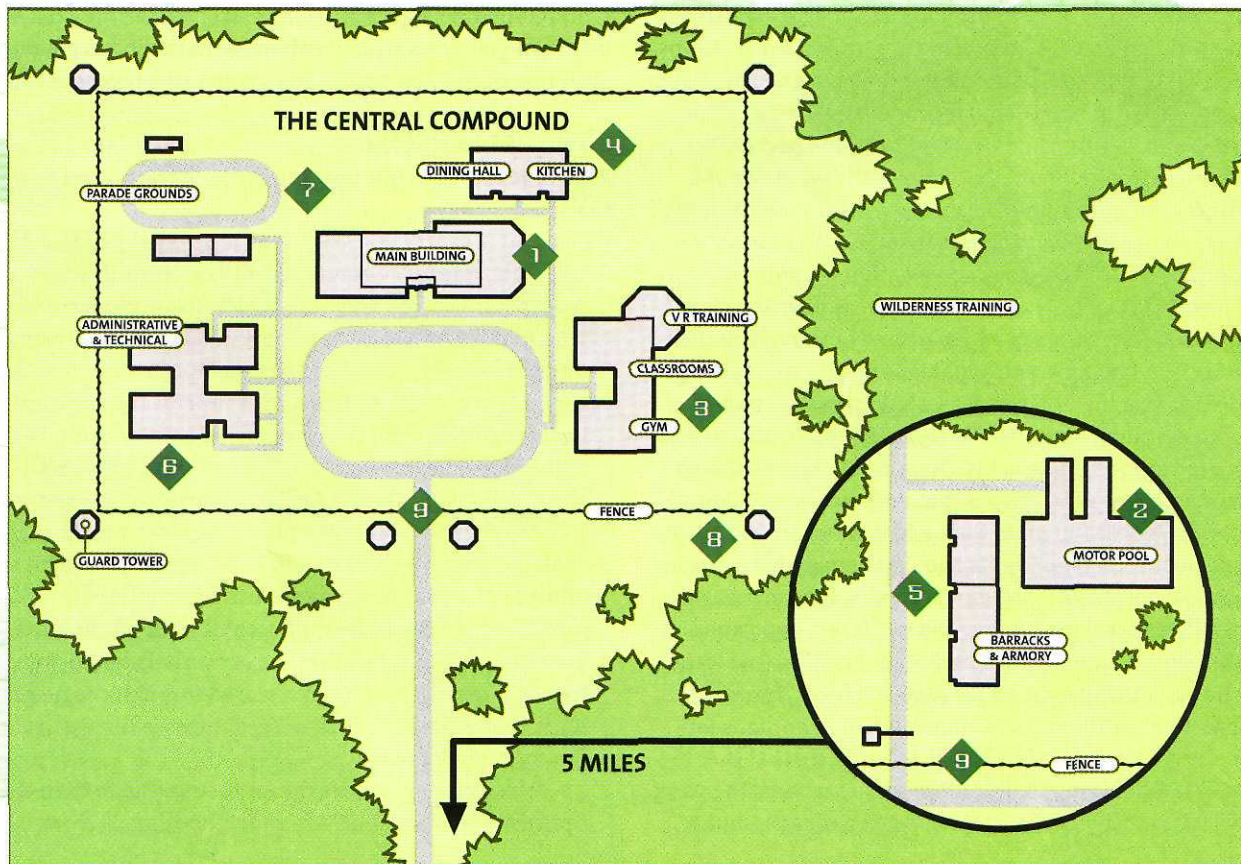 THE CENTRAL COMPOUND
4
DINING HALL
KITCHEN
PARADE GROUNDS
7
MAIN BUILDING
1
WILDERNESS TRAINING
ADMINISTRATIVE
& TECHNICAL
V R TRAINING
CLASSROOMS
3
GYM
6
9
FENCE
8
GUARD TOWER
2
MOTOR POOL
5
BARRACKS
& ARMORY
5 MILES
9
FENCE